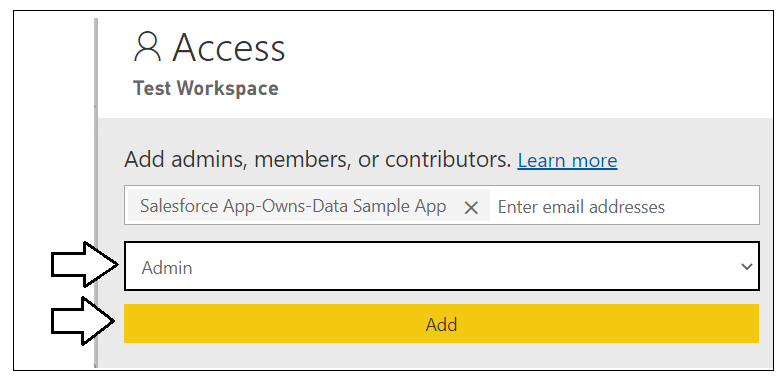 Access
Test Workspace
Add admins, members, or contributors. Learn more
Salesforce App-Owns-Data Sample App × Enter email addresses
Admin
Add